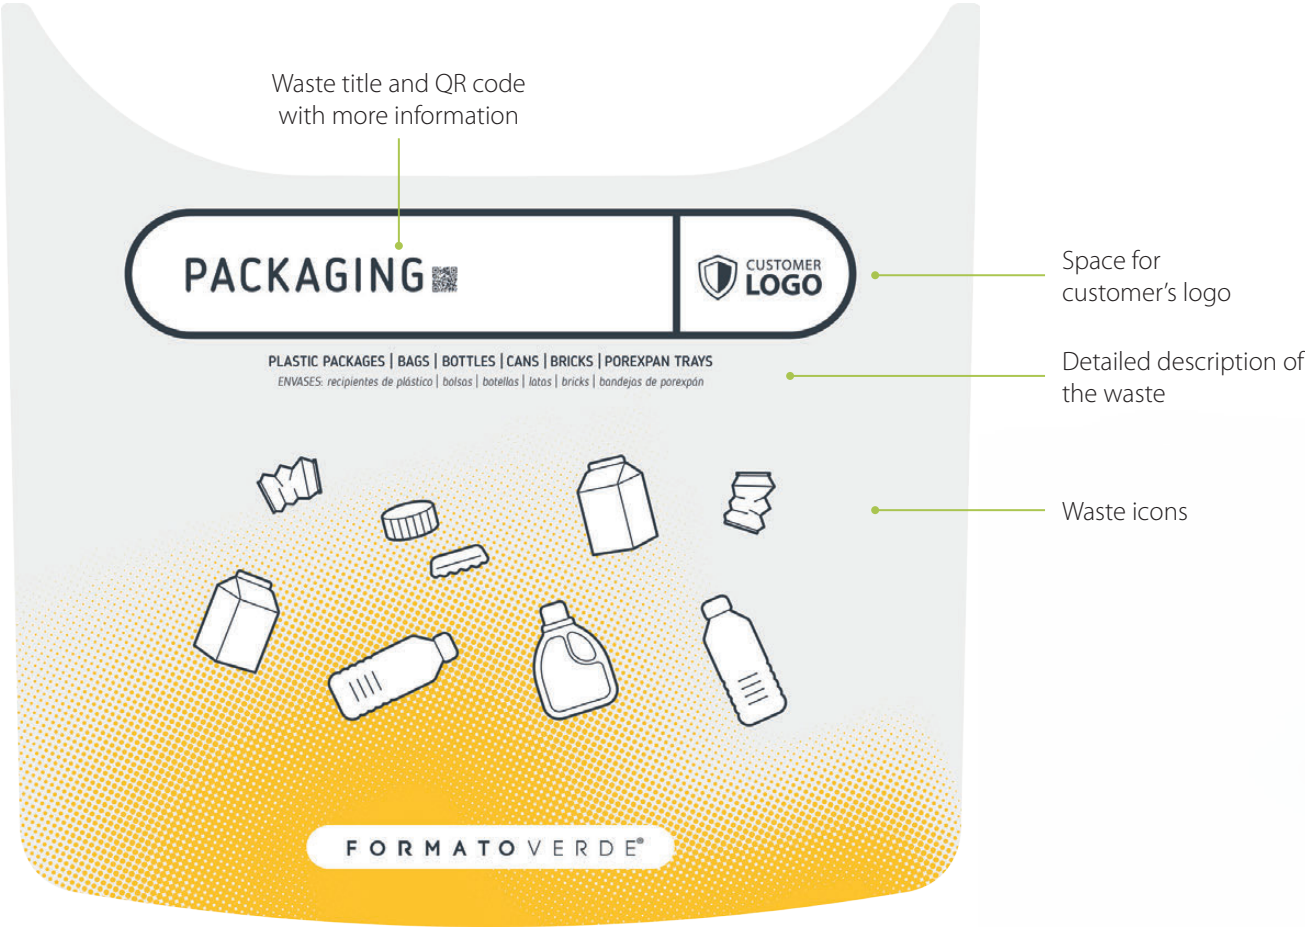 Waste title and QR code
with more information
PACKAGING
CUSTOMER
LOGO
Space for
customer's logo
PLASTIC PACKAGES | BAGS | BOTTLES | CANS | BRICKS | POREXPAN TRAYS
ENVASES: recipientes de plástico | bolsas | botellas | latas | bricks | bandejas de porexpán
Detailed description of
the waste
Waste icons
FORMATOVERDE®